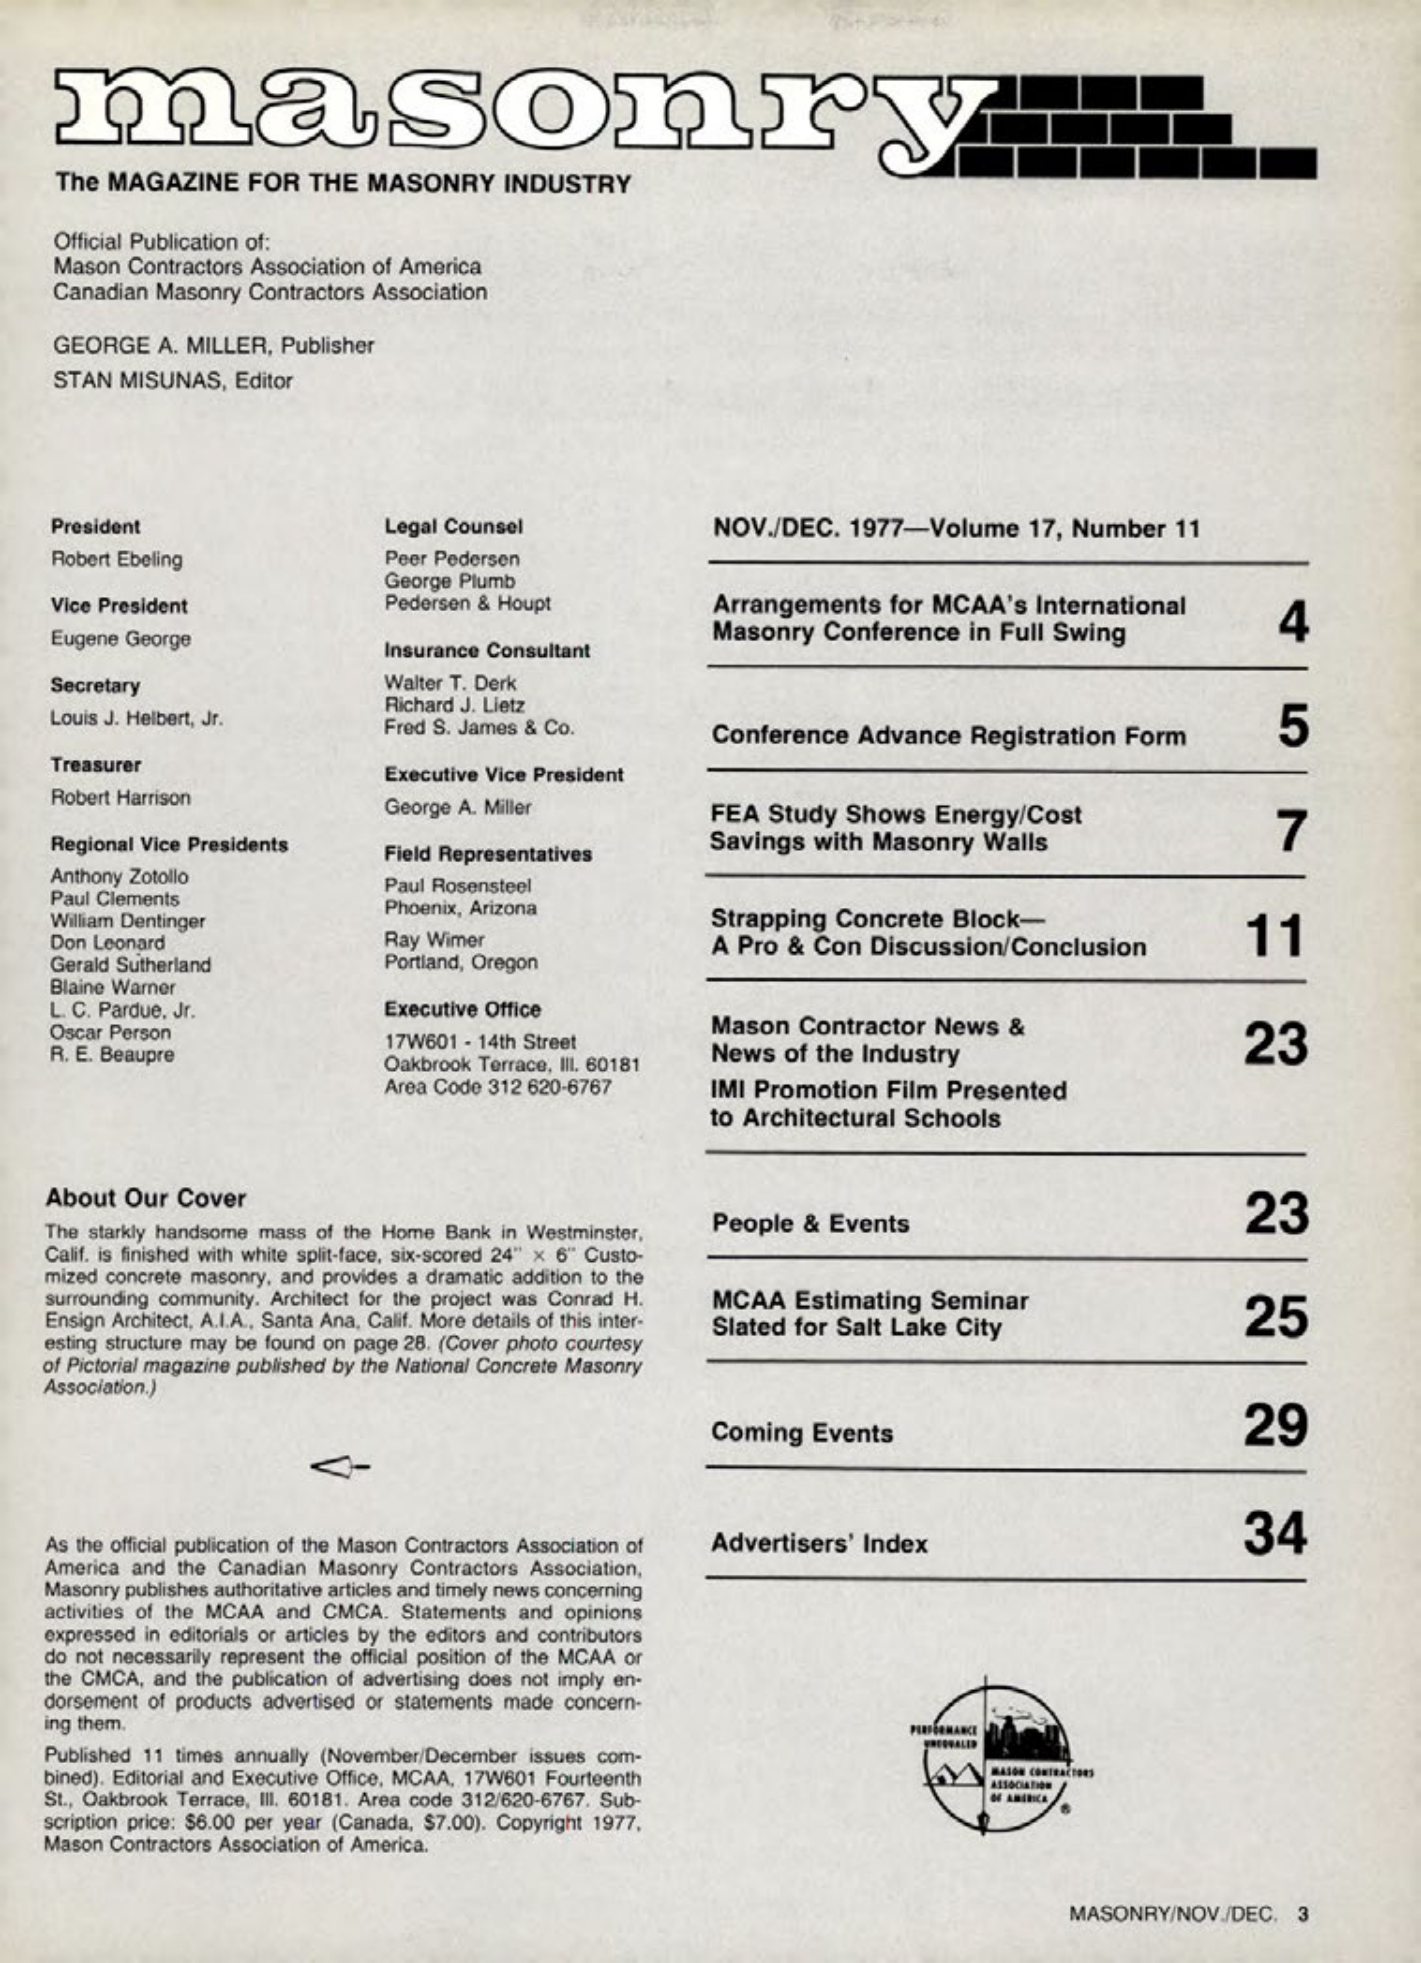 masonry
The MAGAZINE FOR THE MASONRY INDUSTRY
Official Publication of:
Mason Contractors Association of America
Canadian Masonry Contractors Association
GEORGE A. MILLER, Publisher
STAN MISUNAS, Editor
President
Robert Ebeling
Vice President
Eugene George
Secretary
Louis J. Helbert, Jr.
Treasurer
Robert Harrison
Regional Vice Presidents
Anthony Zotollo
Paul Clements
William Dentinger
Don Leonard
Gerald Sutherland
Blaine Warner
L. C. Pardue, Jr.
Oscar Person
R. E. Beaupre
Legal Counsel
Peer Pedersen
George Plumb
Pedersen & Houpt
Insurance Consultant
Walter T. Derk
Richard J. Lietz
Fred S. James & Co.
Executive Vice President
George A. Miller
Field Representatives
Paul Rosensteel
Phoenix, Arizona
Ray Wimer
Portland, Oregon
Executive Office
17W601 - 14th Street
Oakbrook Terrace, Ill. 60181
Area Code 312 620-6767
About Our Cover
The starkly handsome mass of the Home Bank in Westminster,
Calif. is finished with white split-face, six-scored 24" × 6" Custo-
mized concrete masonry, and provides a dramatic addition to the
surrounding community. Architect for the project was Conrad H.
Ensign Architect, A.I.A., Santa Ana, Calif. More details of this inter-
esting structure may be found on page 28. (Cover photo courtesy
of Pictorial magazine published by the National Concrete Masonry
Association.)
As the official publication of the Mason Contractors Association of
America and the Canadian Masonry Contractors Association,
Masonry publishes authoritative articles and timely news concerning
activities of the MCAA and CMCA. Statements and opinions
expressed in editorials or articles by the editors and contributors
do not necessarily represent the official position of the MCAA or
the CMCA, and the publication of advertising does not imply en-
dorsement of products advertised or statements made concern-
ing them.
Published 11 times annually (November/December issues com-
bined). Editorial and Executive Office, MCAA, 17W601 Fourteenth
St., Oakbrook Terrace, Ill. 60181. Area code 312/620-6767. Sub-
scription price: $6.00 per year (Canada, $7.00). Copyright 1977,
Mason Contractors Association of America.
NOV./DEC. 1977—Volume 17, Number 11
Arrangements for MCAA's International
Masonry Conference in Full Swing 4
Conference Advance Registration Form 5
FEA Study Shows Energy/Cost
Savings with Masonry Walls 7
Strapping Concrete Block—
A Pro & Con Discussion/Conclusion 11
Mason Contractor News &
News of the Industry 23
IMI Promotion Film Presented
to Architectural Schools
People & Events 23
MCAA Estimating Seminar
Slated for Salt Lake City 25
Coming Events 29
Advertisers' Index 34
PERFORMANCE
UNEQUALED
MASON CONTRACTORS
ASSOCIATION
OF AMERICA
®
MASONRY/NOV./DEC. 3